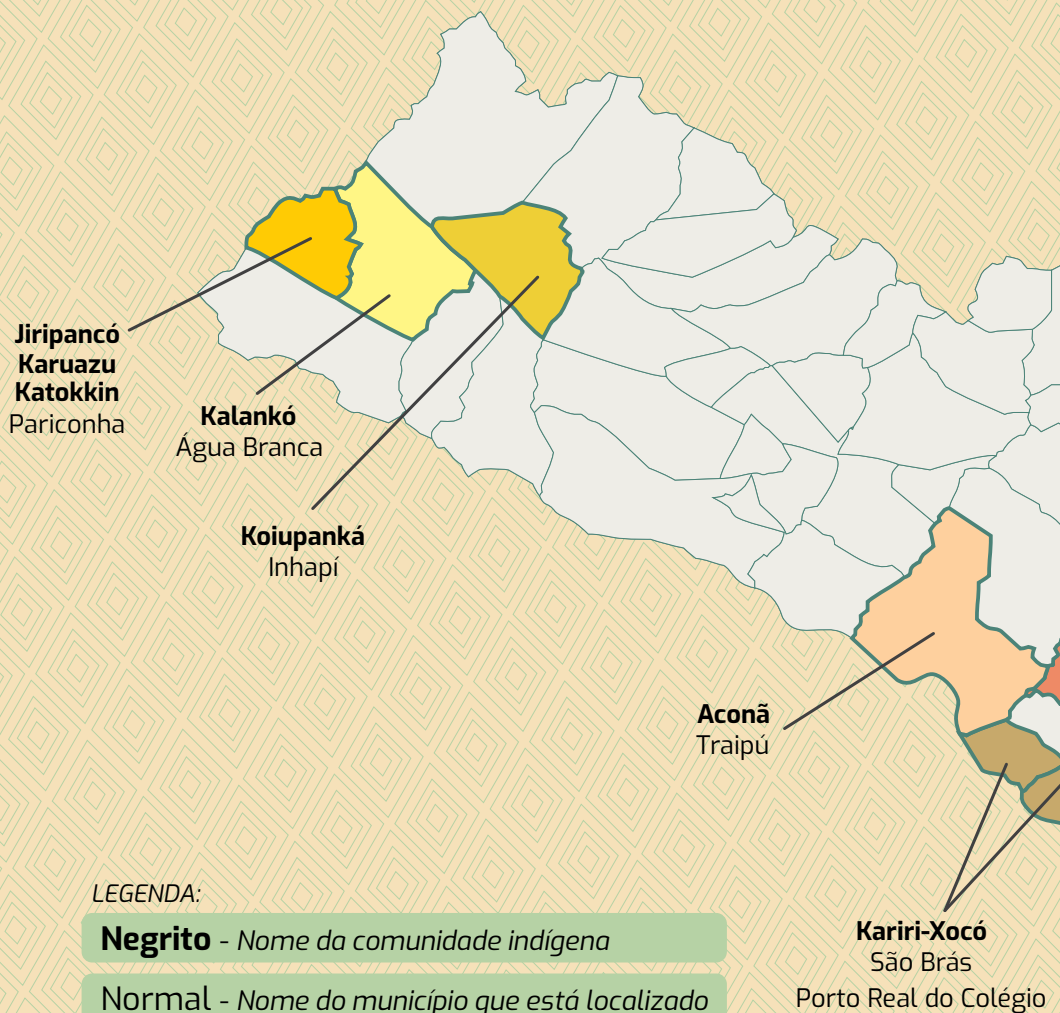 Jiripancó
Karuazu
Katokkin
Pariconha
Kalankó
Água Branca
Koiupanká
Inhapí
Aconã
Traipú
Kariri-Xocó
São Brás
Porto Real do Colégio
LEGENDA:
Negrito - Nome da comunidade indígena
Normal - Nome do município que está localizado